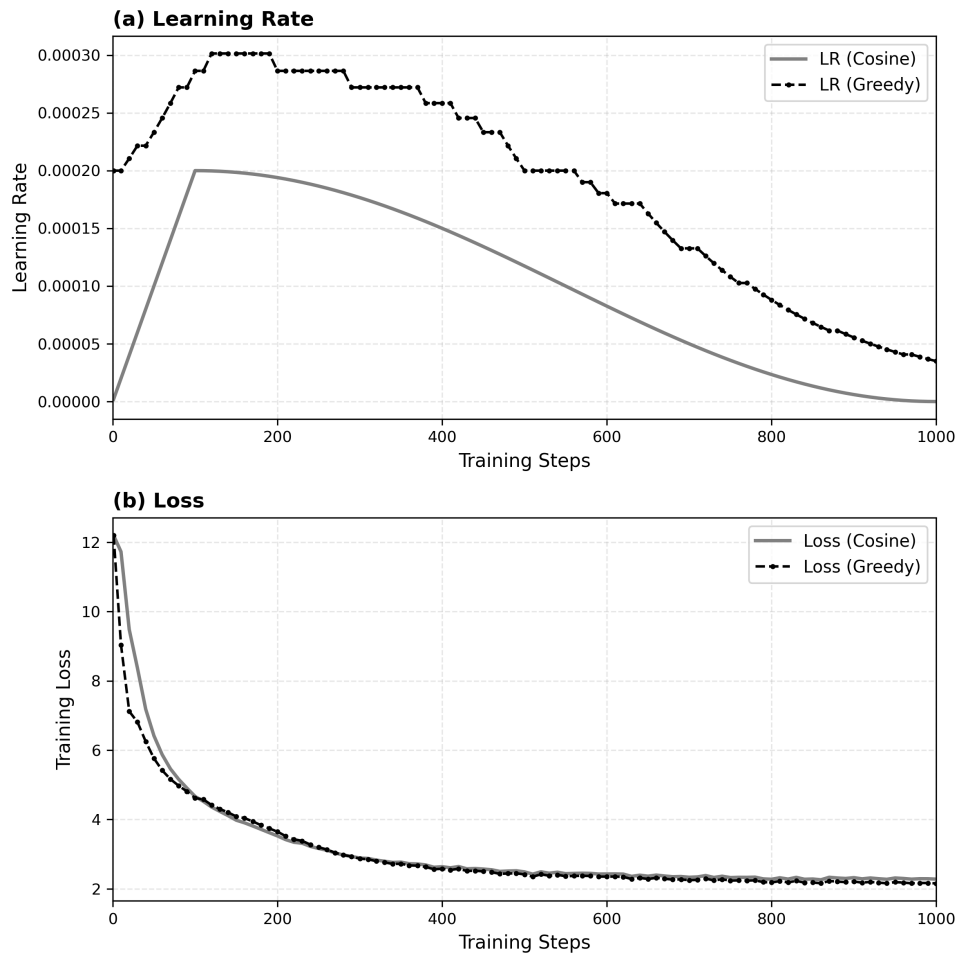 (a) Learning Rate
Learning Rate
0.00030
0.00025
0.00020
0.00015
0.00010
0.00005
0.00000
LR (Cosine)
LR (Greedy)
0 200 400 600 800 1000
Training Steps
(b) Loss
Training Loss
12
10
8
6
4
2
Loss (Cosine)
Loss (Greedy)
0 200 400 600 800 1000
Training Steps